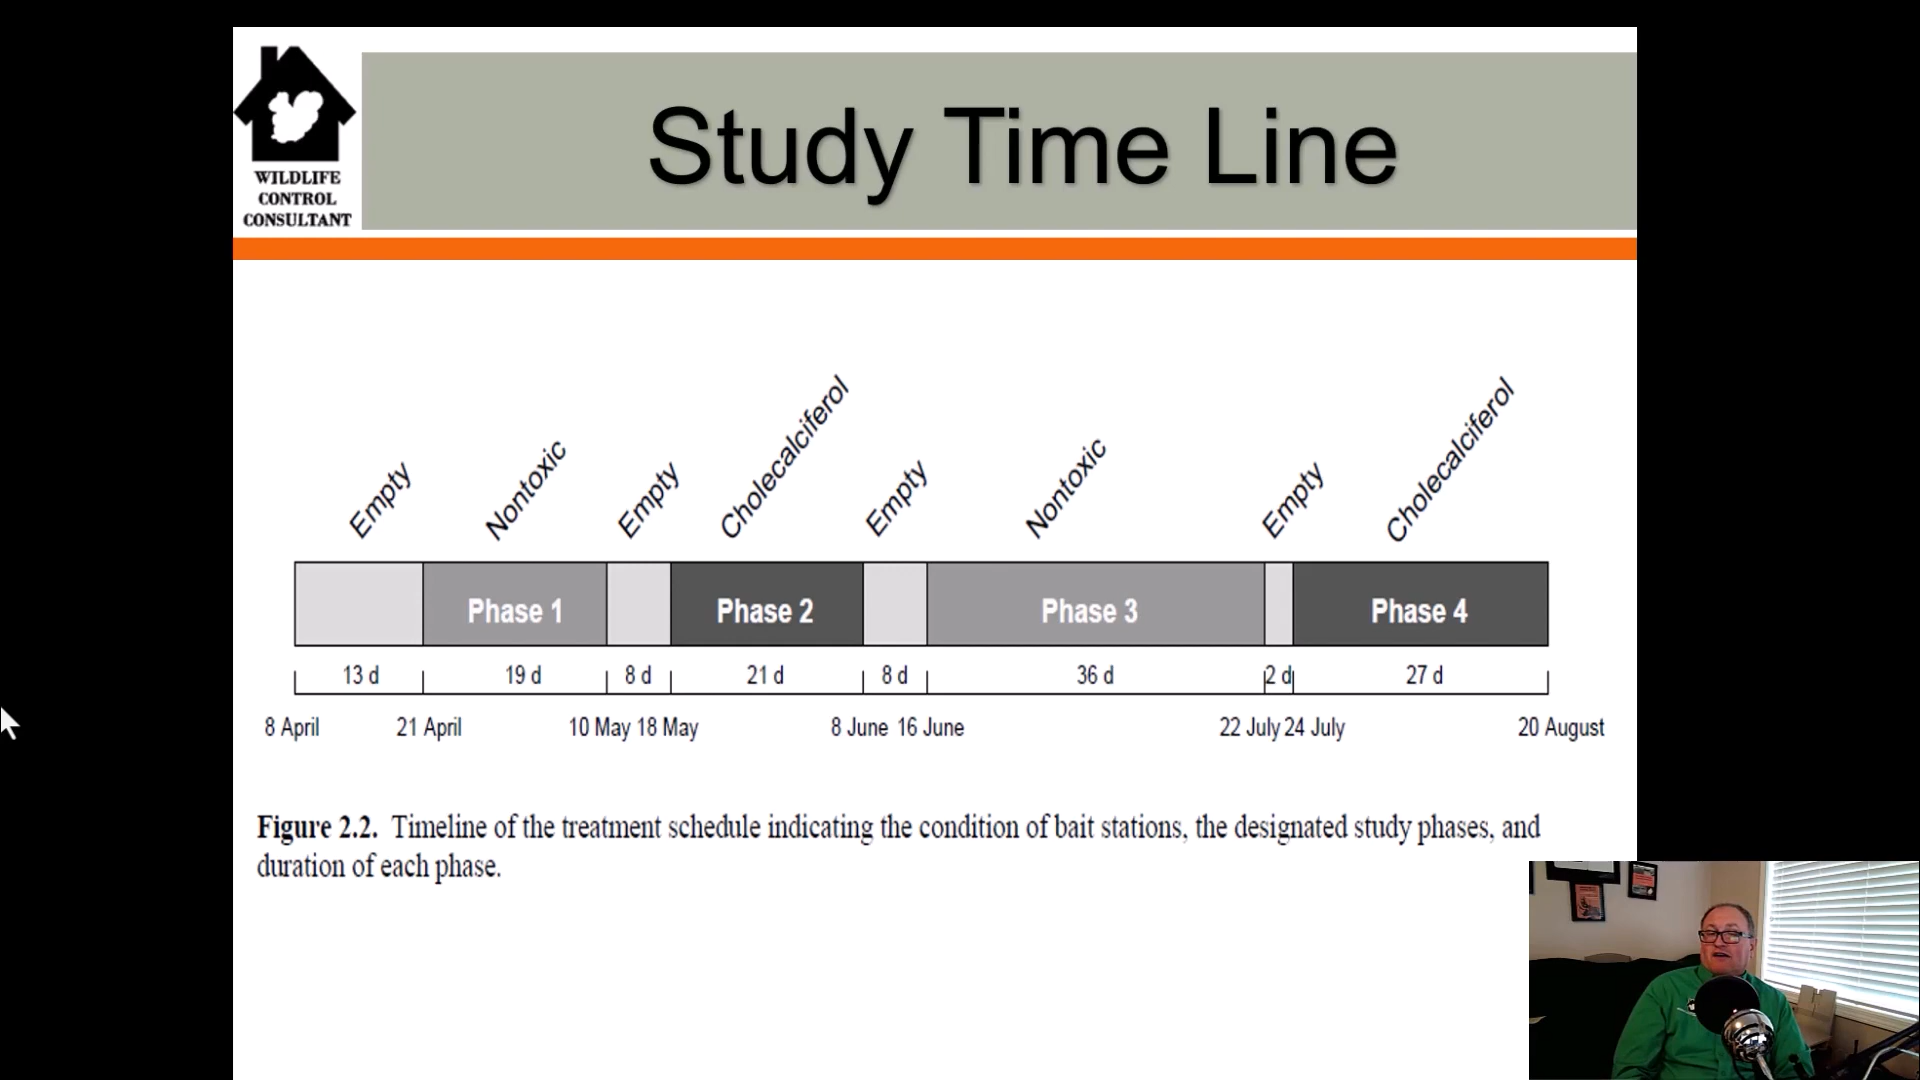 WILDLIFE
CONTROL
CONSULTANT
Study Time Line
Empty
Nontoxic
Empty
Cholecalciferol
Empty
Nontoxic
Empty
Cholecalciferol
Phase 1
Phase 2
Phase 3
Phase 4
13 d 19 d 8 d 21 d 8 d 36 d 2 d 27 d
8 April 21 April 10 May 18 May 8 June 16 June 22 July 24 July 20 August
Figure 2.2. Timeline of the treatment schedule indicating the condition of bait stations, the designated study phases, and
duration of each phase.